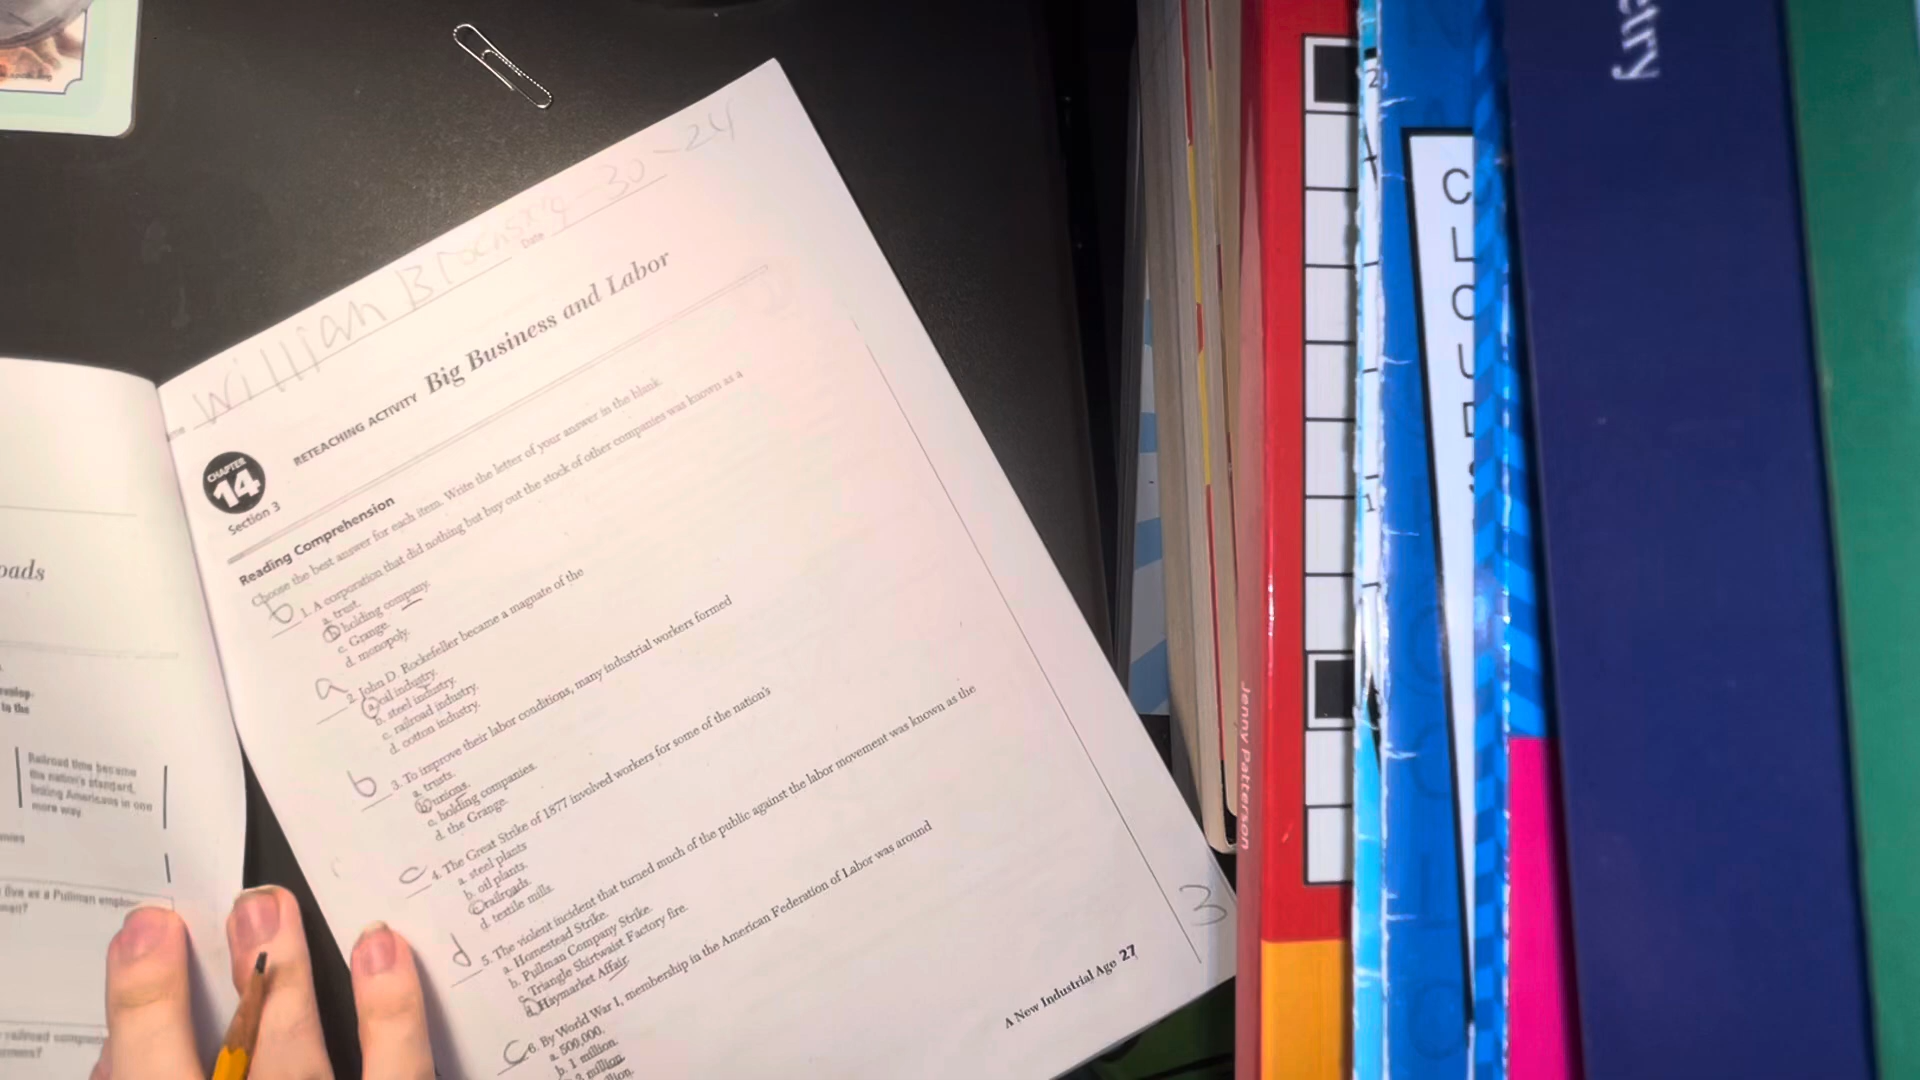 William
Date 9-30-24
CHAPTER
14
Section 3
RETEACHING ACTIVITY Big Business and Labor
Reading Comprehension
Choose the best answer for each item. Write the letter of your answer in the blank.
b 1. A corporation that did nothing but buy out the stock of other companies was known as a
a. trust.
b. holding company.
c. Grange.
d. monopoly.
a 2. John D. Rockefeller became a magnate of the
a. oil industry.
b. steel industry.
c. railroad industry.
d. cotton industry.
b 3. To improve their labor conditions, many industrial workers formed
a. trusts.
b. unions.
c. holding companies.
d. the Grange.
c 4. The Great Strike of 1877 involved workers for some of the nation's
a. steel plants
b. oil plants.
c. railroads.
d. textile mills.
d 5. The violent incident that turned much of the public against the labor movement was known as the
a. Homestead Strike.
b. Pullman Company Strike.
c. Triangle Shirtwaist Factory fire.
d. Haymarket Affair.
C 6. By World War I, membership in the American Federation of Labor was around
a. 500,000.
b. 1 million.
2 million.
A New Industrial Age 27
3
Railroad time became
the nation's standard,
linking Americans in one
more way
to the
Jenny Patterson
etry